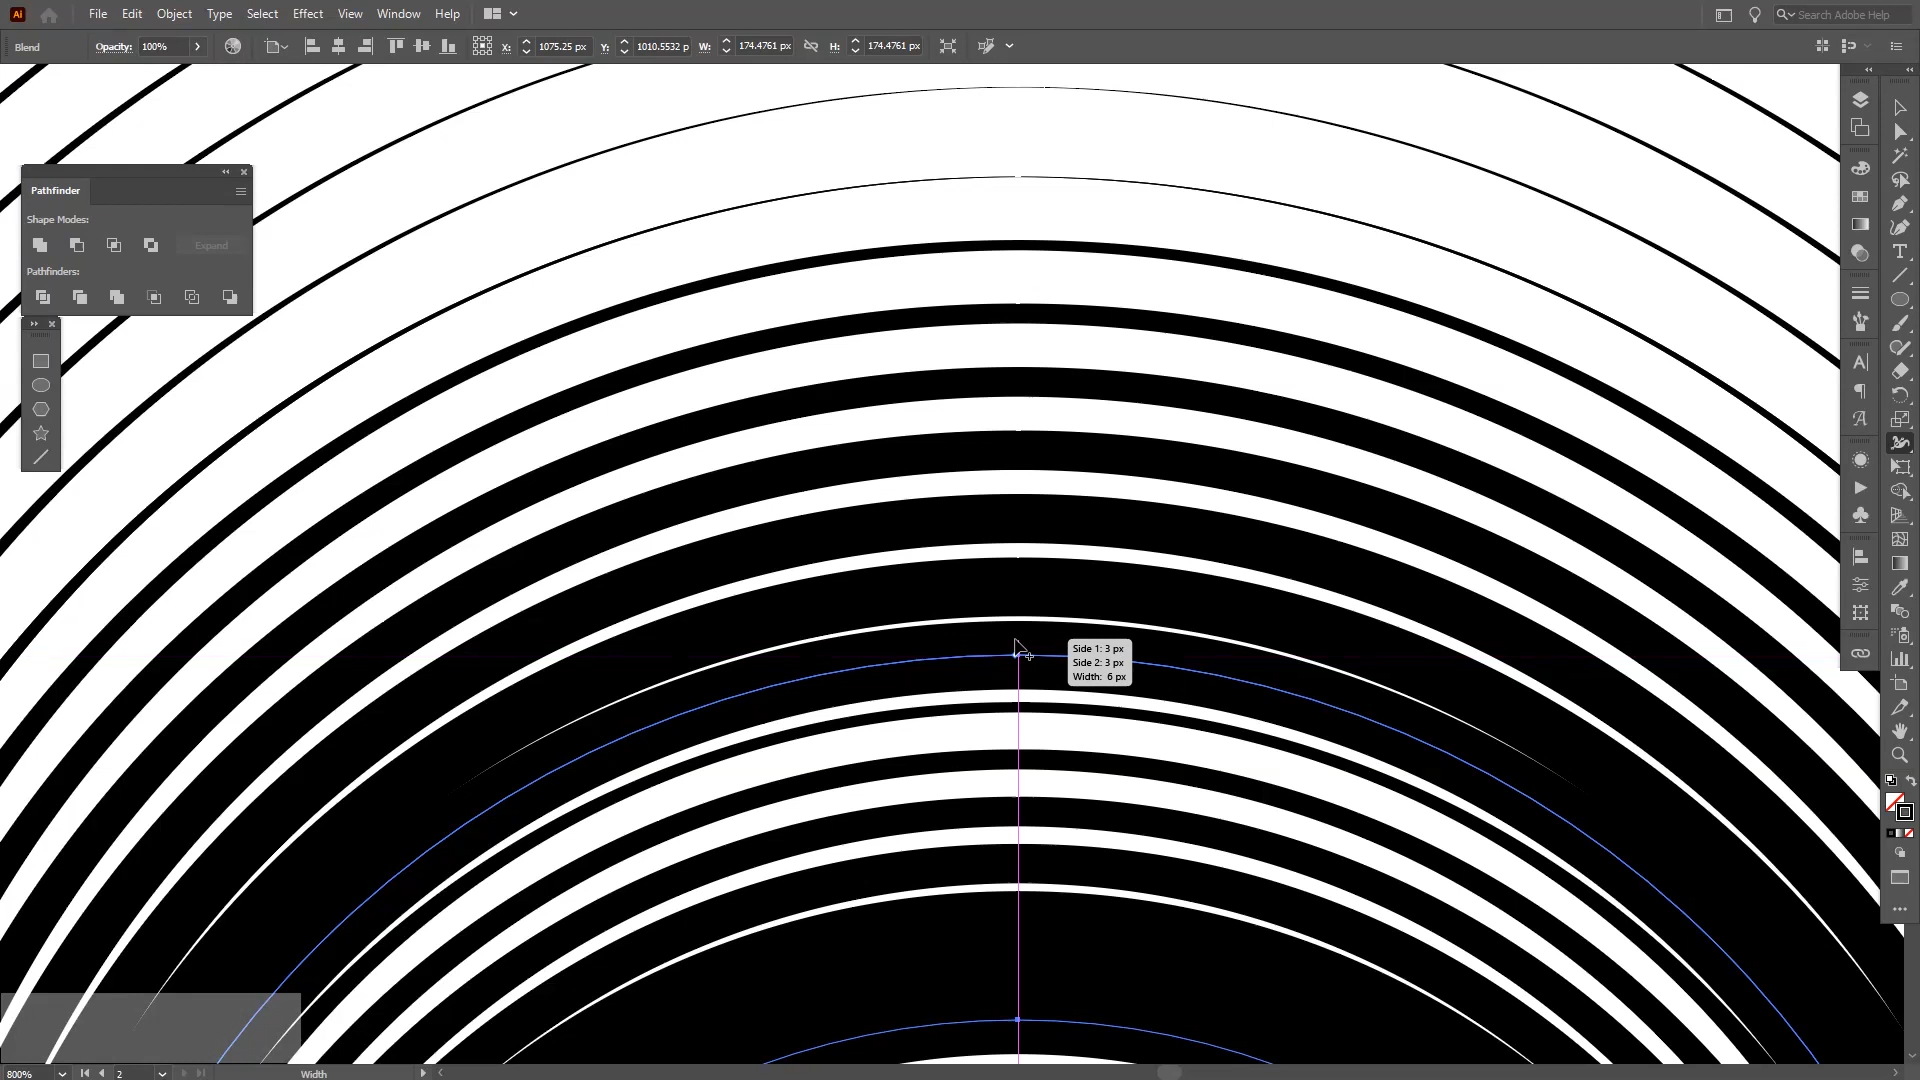 Ai File Edit Object Type Select Effect View Window Help Search Adobe Help
Blend Opacity: 100% X: 1075.25 px Y: 1010.5532 p W: 174.4761 px H: 174.4761 px
Pathfinder
Shape Modes:
Expand
Pathfinders:
Side 1: 3 px
Side 2: 3 px
Width: 6 px
800% 2 Width